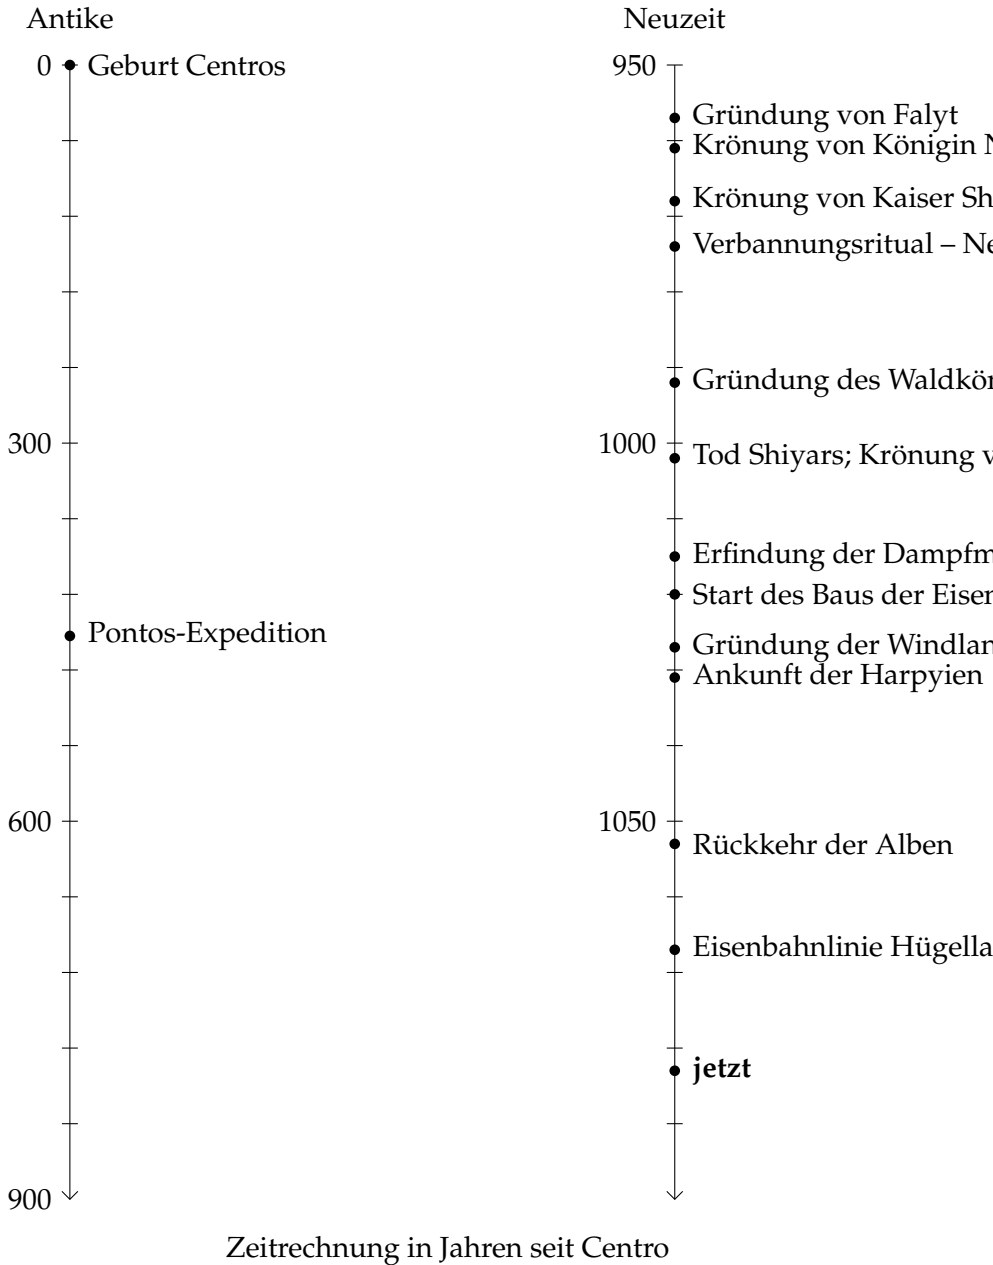 Antike
0 Geburt Centros
300
Pontos-Expedition
600
900
Neuzeit
950
Gründung von Falyt
Krönung von Königin
Krönung von Kaiser
Verbannungsritual –
Gründung des
1000
Tod Shiyars; Krönung
Erfindung der
Start des Baus der
Gründung der
Ankunft der Harpyien
1050
Rückkehr der Alben
Eisenbahnlinie
jetzt
Zeitrechnung in Jahren seit Centro